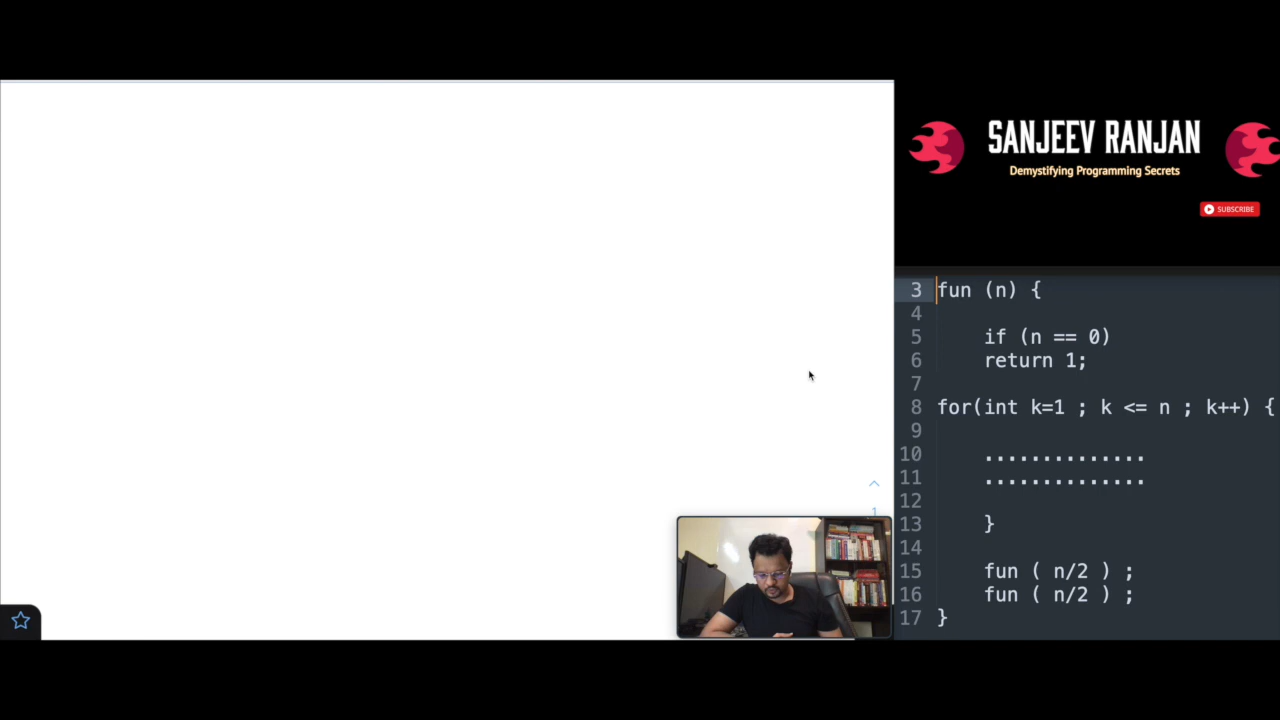 SANJEEV RANJAN
Demystifying Programming Secrets
SUBSCRIBE
3 fun (n) {
4
5 if (n == 0)
6 return 1;
7
8 for(int k=1 ; k <= n ; k++) {
9
10 ..............
11 ..............
12
13 }
14
15 fun ( n/2 ) ;
16 fun ( n/2 ) ;
17 }
1